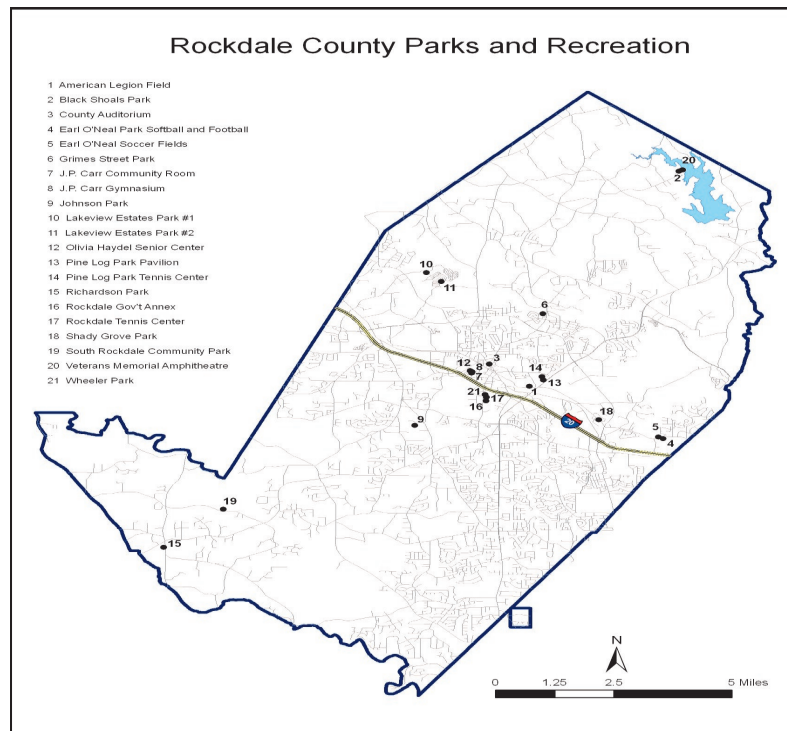 Rockdale County Parks and Recreation
1 American Legion Field
2 Black Shoals Park
3 County Auditorium
4 Earl O'Neal Park Softball and Football
5 Earl O'Neal Soccer Fields
6 Grimes Street Park
7 J.P. Carr Community Room
8 J.P. Carr Gymnasium
9 Johnson Park
10 Lakeview Estates Park #1
11 Lakeview Estates Park #2
12 Olivia Haydel Senior Center
13 Pine Log Park Pavilion
14 Pine Log Park Tennis Center
15 Richardson Park
16 Rockdale Gov't Annex
17 Rockdale Tennis Center
18 Shady Grove Park
19 South Rockdale Community Park
20 Veterans Memorial Amphitheatre
21 Wheeler Park
20
2
10
11
6
3
12
8
7
14
13
1
21
17
16
18
20
9
5
4
19
15
N
0 1.25 2.5 5 Miles